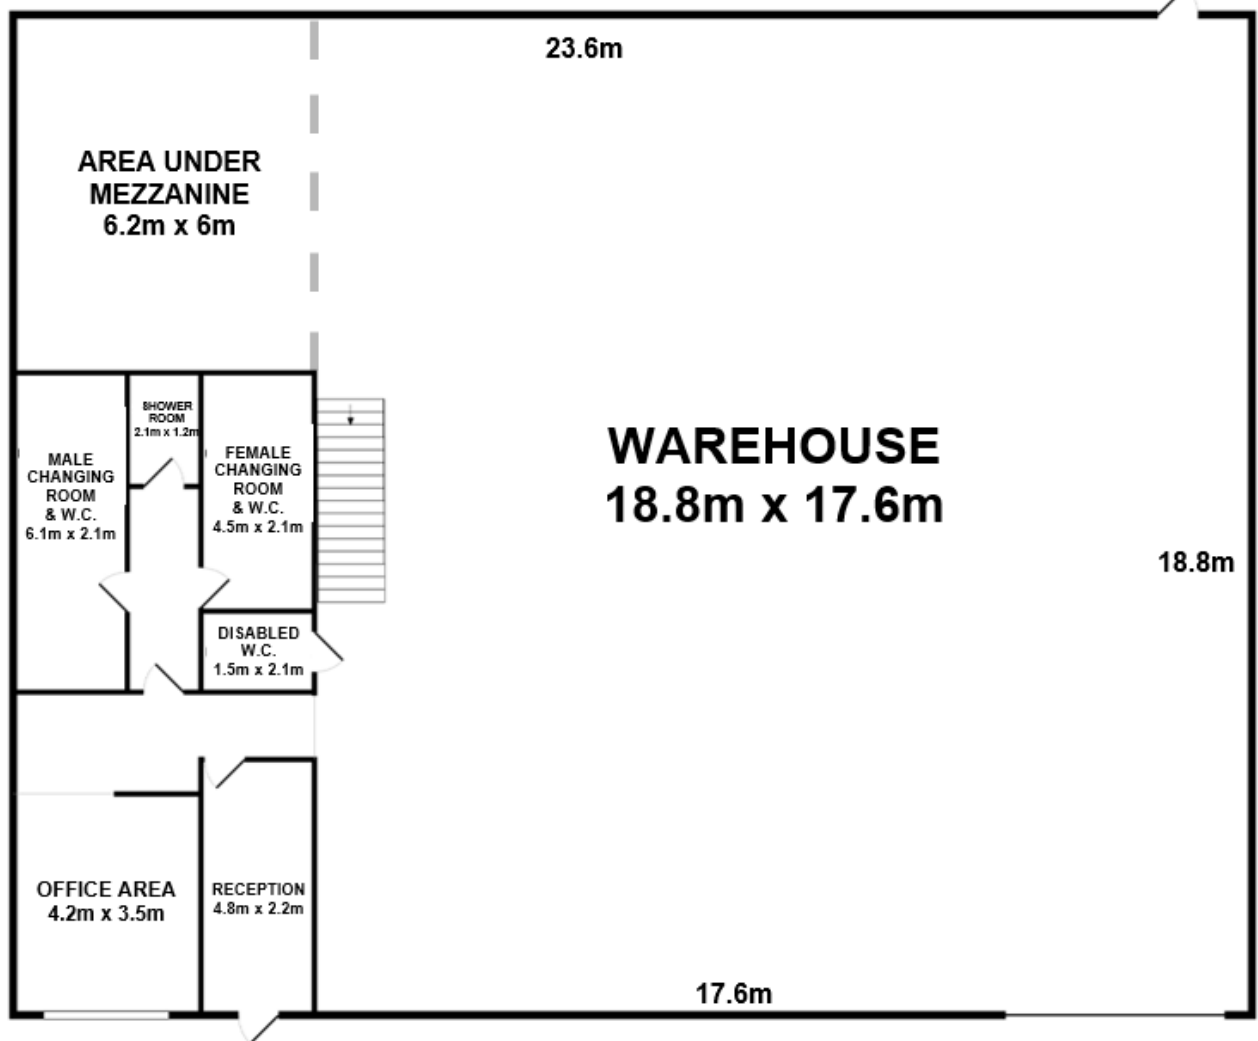 23.6m
AREA UNDER
MEZZANINE
6.2m x 6m
SHOWER
ROOM
2.1m x 1.2m
MALE
CHANGING
ROOM
& W.C.
6.1m x 2.1m
FEMALE
CHANGING
ROOM
& W.C.
4.5m x 2.1m
WAREHOUSE
18.8m x 17.6m
18.8m
DISABLED
W.C.
1.5m x 2.1m
OFFICE AREA
4.2m x 3.5m
RECEPTION
4.8m x 2.2m
17.6m